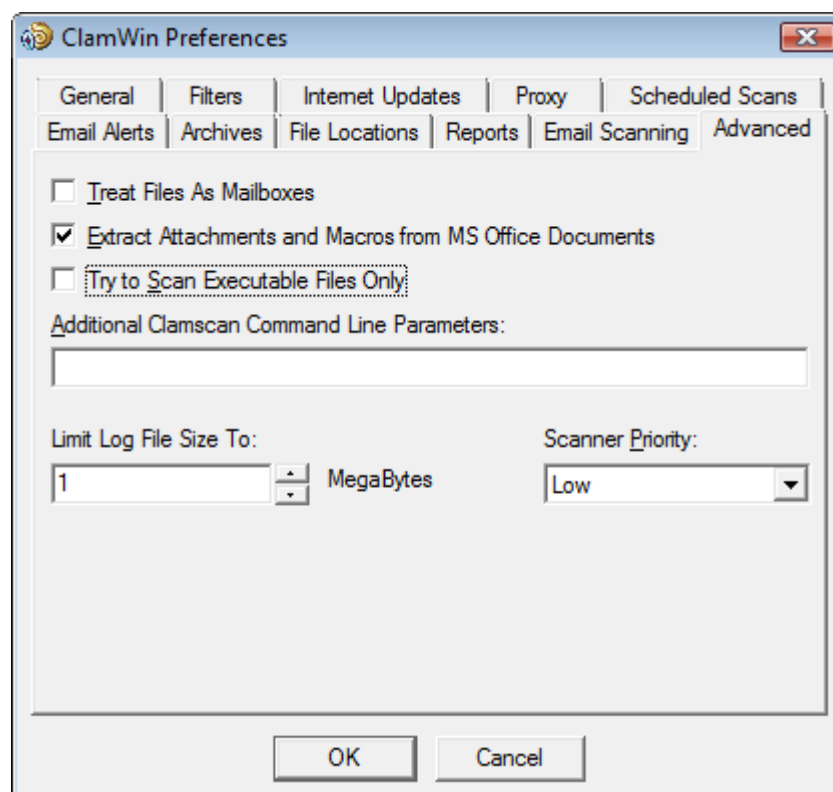 ClamWin Preferences
General Filters Internet Updates Proxy Scheduled Scans
Email Alerts Archives File Locations Reports Email Scanning Advanced
Treat Files As Mailboxes
Extract Attachments and Macros from MS Office Documents
Try to Scan Executable Files Only
Additional Clamscan Command Line Parameters:
Limit Log File Size To: Scanner Priority:
1 MegaBytes Low
OK Cancel